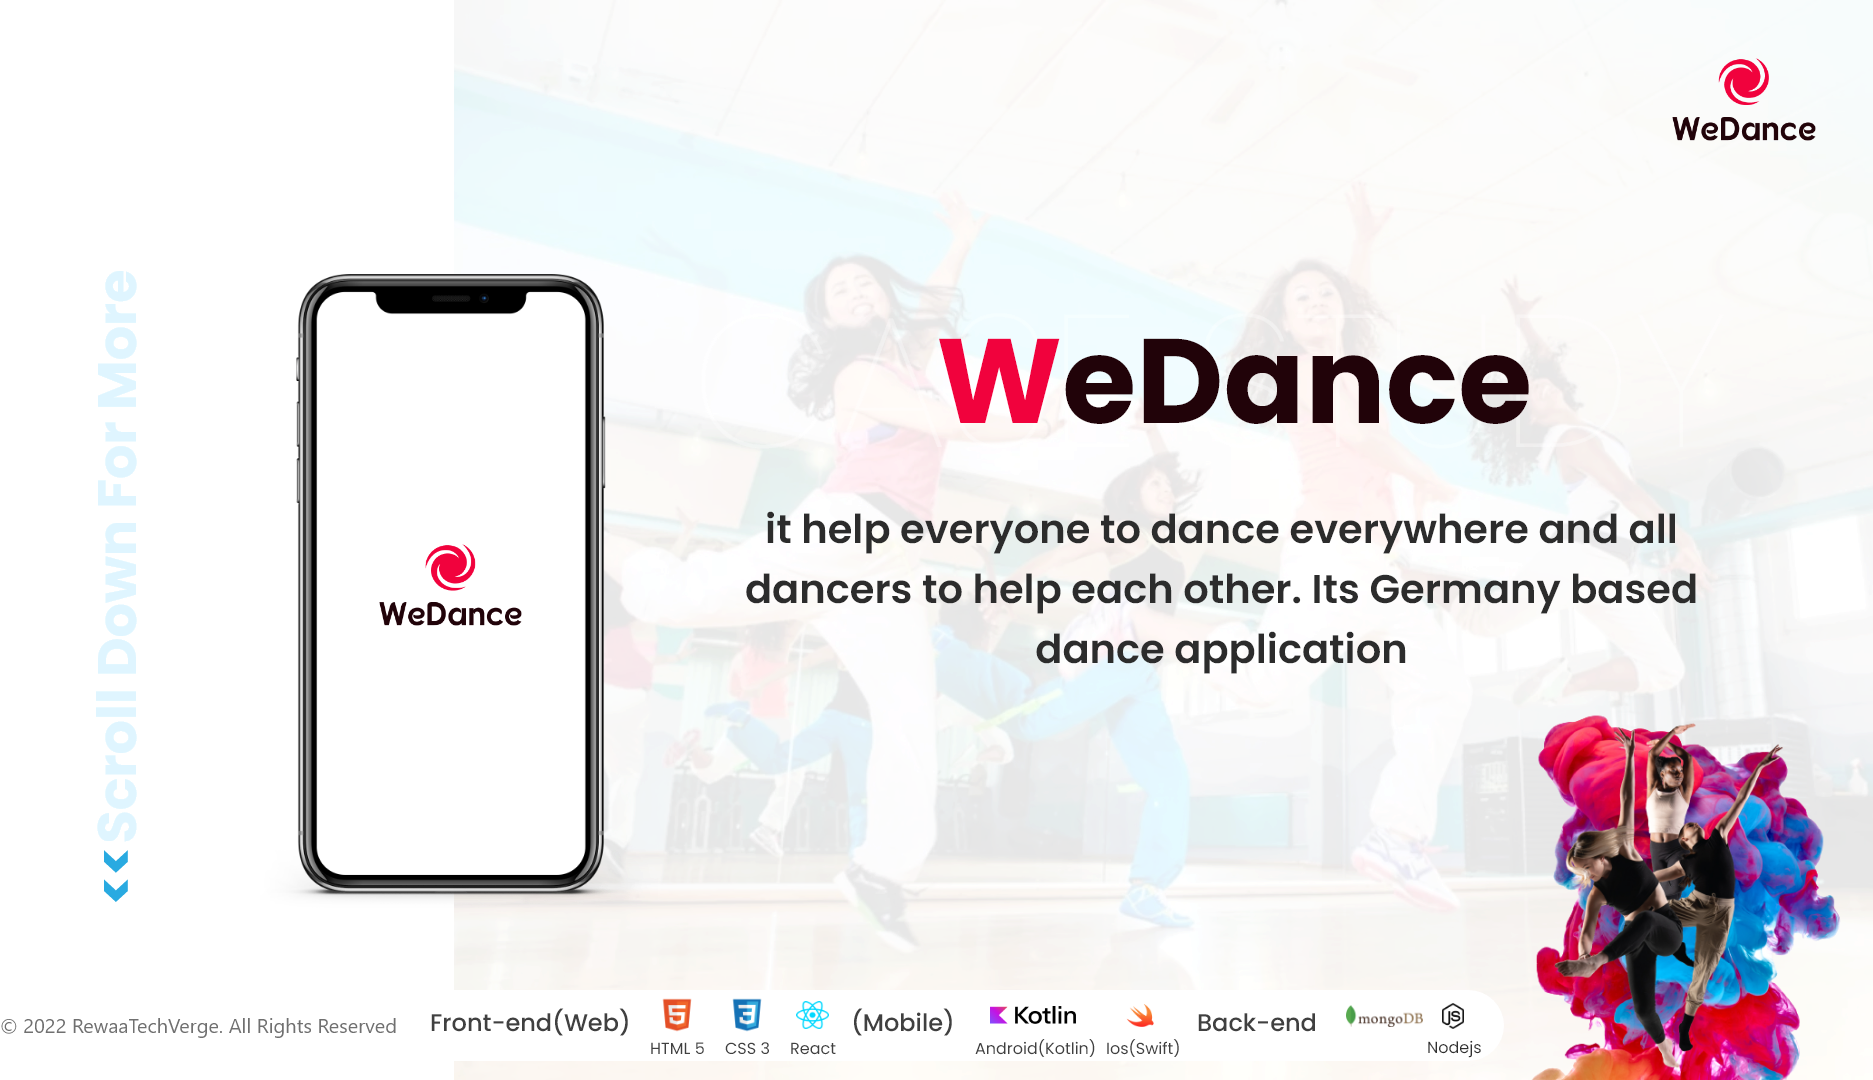 WeDance
Scroll Down For More
WeDance
WeDance
it help everyone to dance everywhere and all
dancers to help each other. Its Germany based
dance application
© 2022 RewaaTechVerge. All Rights Reserved
Front-end(Web)
HTML 5
CSS 3
React
(Mobile)
Kotlin
Android(Kotlin)
Ios(Swift)
Back-end
mongoDB
JS
Nodejs